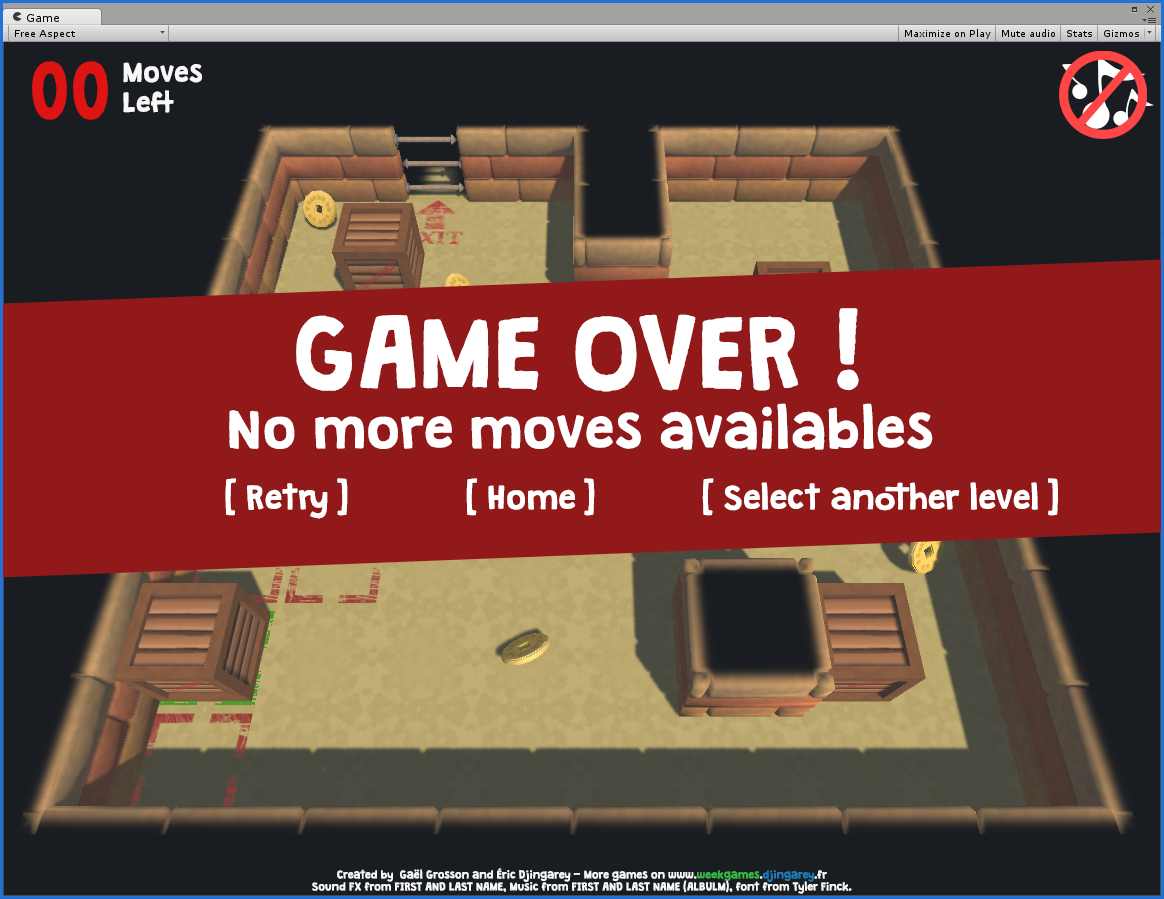 Game
Free Aspect
Maximize on Play
Mute audio
Stats
Gizmos
00
Moves
Left
XIT
GAME OVER !
No more moves availables
[ Retry ]
[ Home ]
[ Select another level ]
Created by Gaël Grosson and Éric Djingarey – More games on www.weekgames.djingarey.fr
Sound FX from FIRST AND LAST NAME, Music from FIRST AND LAST NAME (ALBULM), font from Tyler Finck.